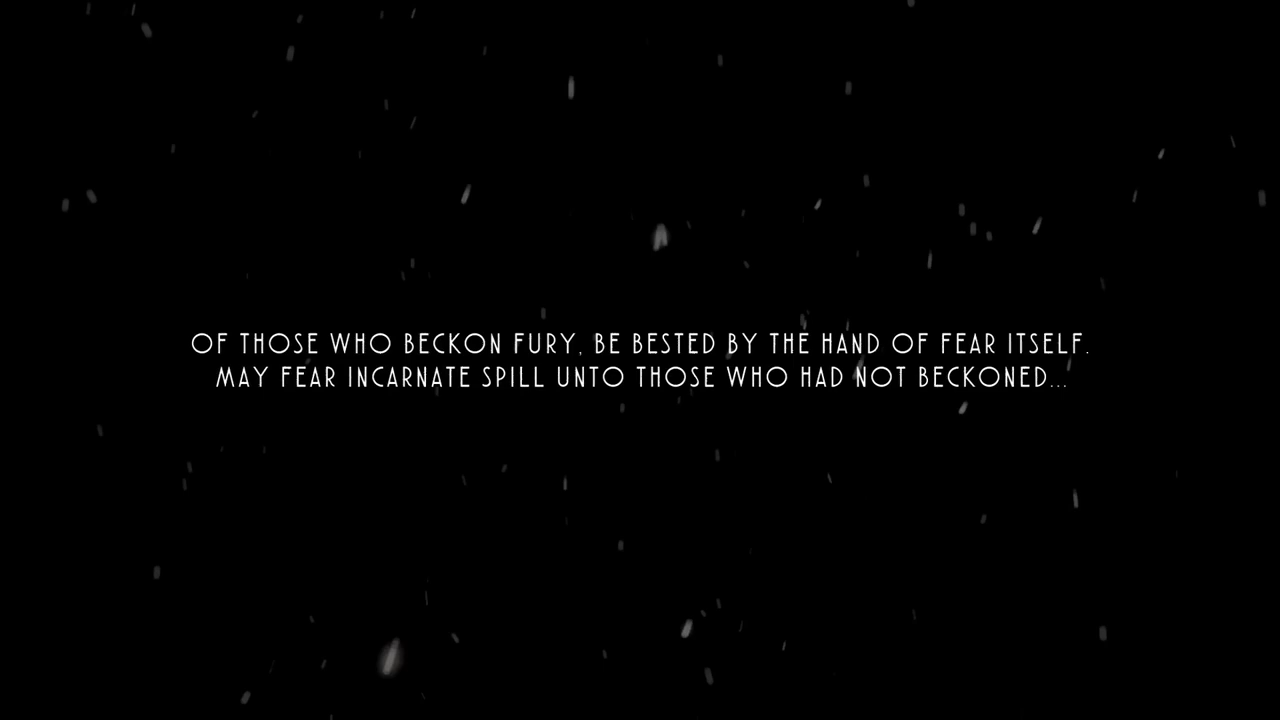 OF THOSE WHO BECKON FURY, BE BESTED BY THE HAND OF FEAR ITSELF.
MAY FEAR INCARNATE SPILL UNTO THOSE WHO HAD NOT BECKONED...